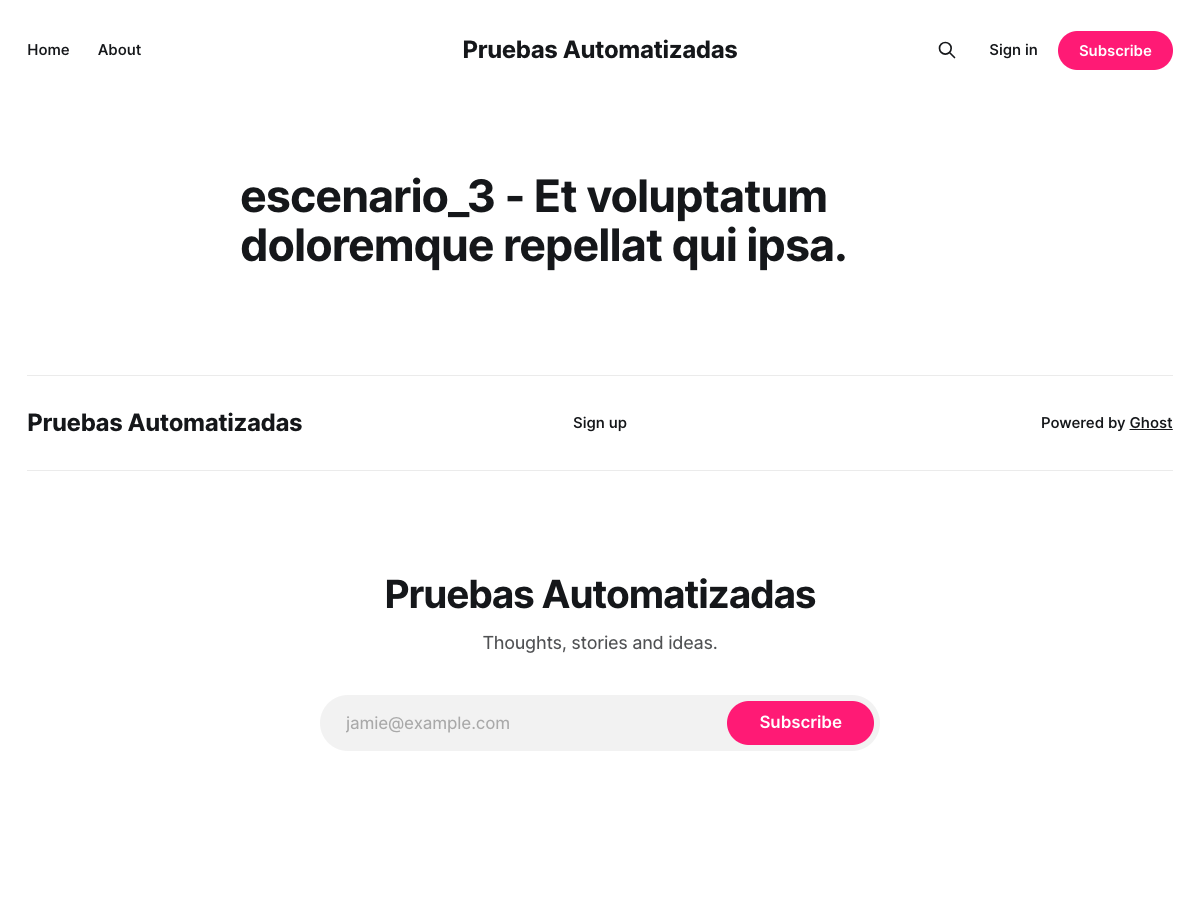 Home About Pruebas Automatizadas Sign in Subscribe
escenario_3 - Et voluptatum
doloremque repellat qui ipsa.
Pruebas Automatizadas Sign up Powered by Ghost
Pruebas Automatizadas
Thoughts, stories and ideas.
jamie@example.com Subscribe